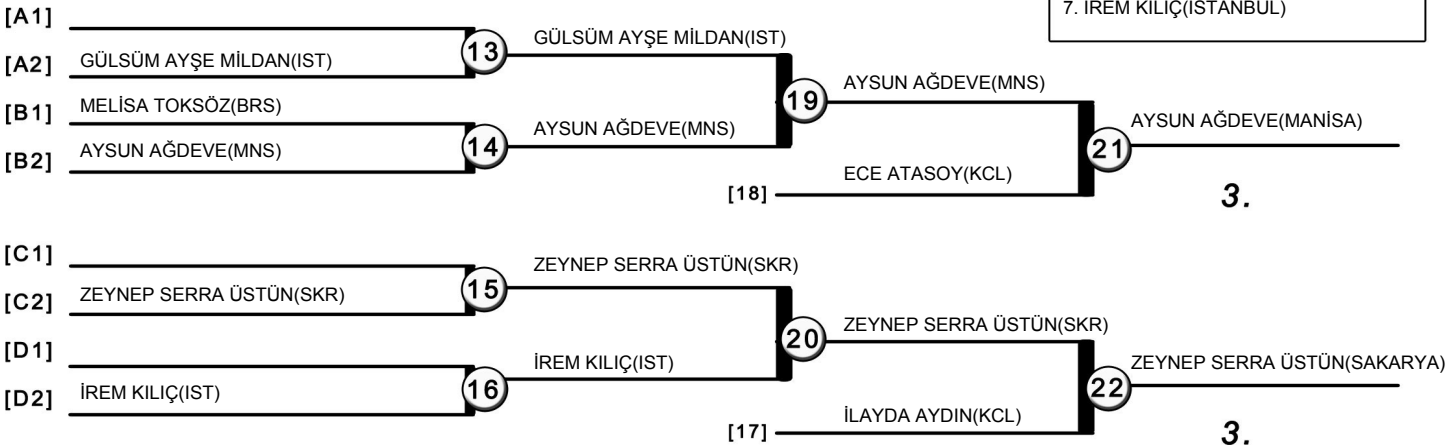 7. İREM KILIÇ(İSTANBUL)
[A1]
13
GÜLSÜM AYŞE MİLDAN(IST)
[A2]
GÜLSÜM AYŞE MİLDAN(IST)
19
AYSUN AĞDEVE(MNS)
[B1]
MELİSA TOKSÖZ(BRS)
14
AYSUN AĞDEVE(MNS)
[B2]
AYSUN AĞDEVE(MNS)
21
AYSUN AĞDEVE(MANİSA)
ECE ATASOY(KCL)
[18]
3.
[C1]
15
ZEYNEP SERRA ÜSTÜN(SKR)
[C2]
ZEYNEP SERRA ÜSTÜN(SKR)
20
ZEYNEP SERRA ÜSTÜN(SKR)
[D1]
16
İREM KILIÇ(IST)
[D2]
İREM KILIÇ(IST)
22
ZEYNEP SERRA ÜSTÜN(SAKARYA)
İLAYDA AYDIN(KCL)
[17]
3.